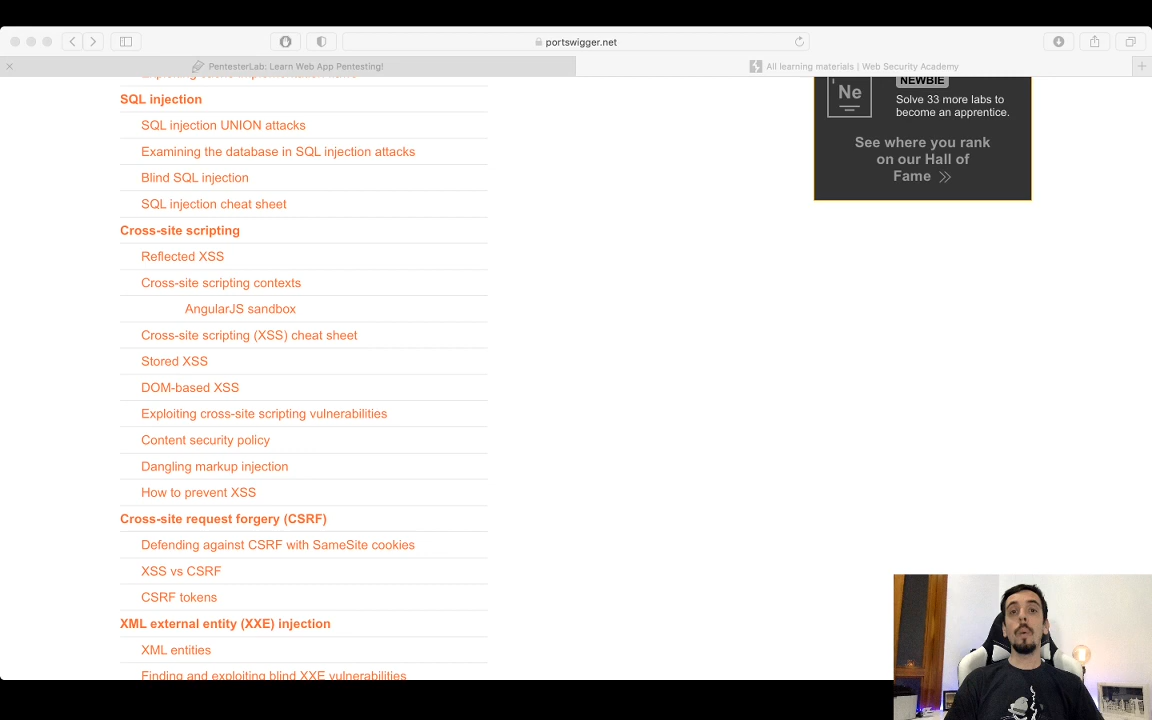 portswigger.net
PentesterLab: Learn Web App Pentesting!
All learning materials | Web Security Academy
SQL injection
SQL injection UNION attacks
Examining the database in SQL injection attacks
Blind SQL injection
SQL injection cheat sheet
Cross-site scripting
Reflected XSS
Cross-site scripting contexts
AngularJS sandbox
Cross-site scripting (XSS) cheat sheet
Stored XSS
DOM-based XSS
Exploiting cross-site scripting vulnerabilities
Content security policy
Dangling markup injection
How to prevent XSS
Cross-site request forgery (CSRF)
Defending against CSRF with SameSite cookies
XSS vs CSRF
CSRF tokens
XML external entity (XXE) injection
XML entities
Finding and exploiting blind XXE vulnerabilities
Ne
NEWBIE
Solve 33 more labs to
become an apprentice.
See where you rank
on our Hall of
Fame